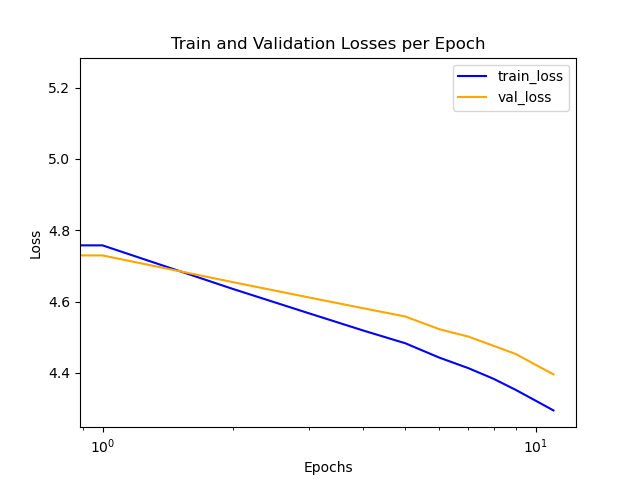 Train and Validation Losses per Epoch
train_loss
val_loss
5.2
5.0
4.8
4.6
4.4
Loss
10⁰
10¹
Epochs